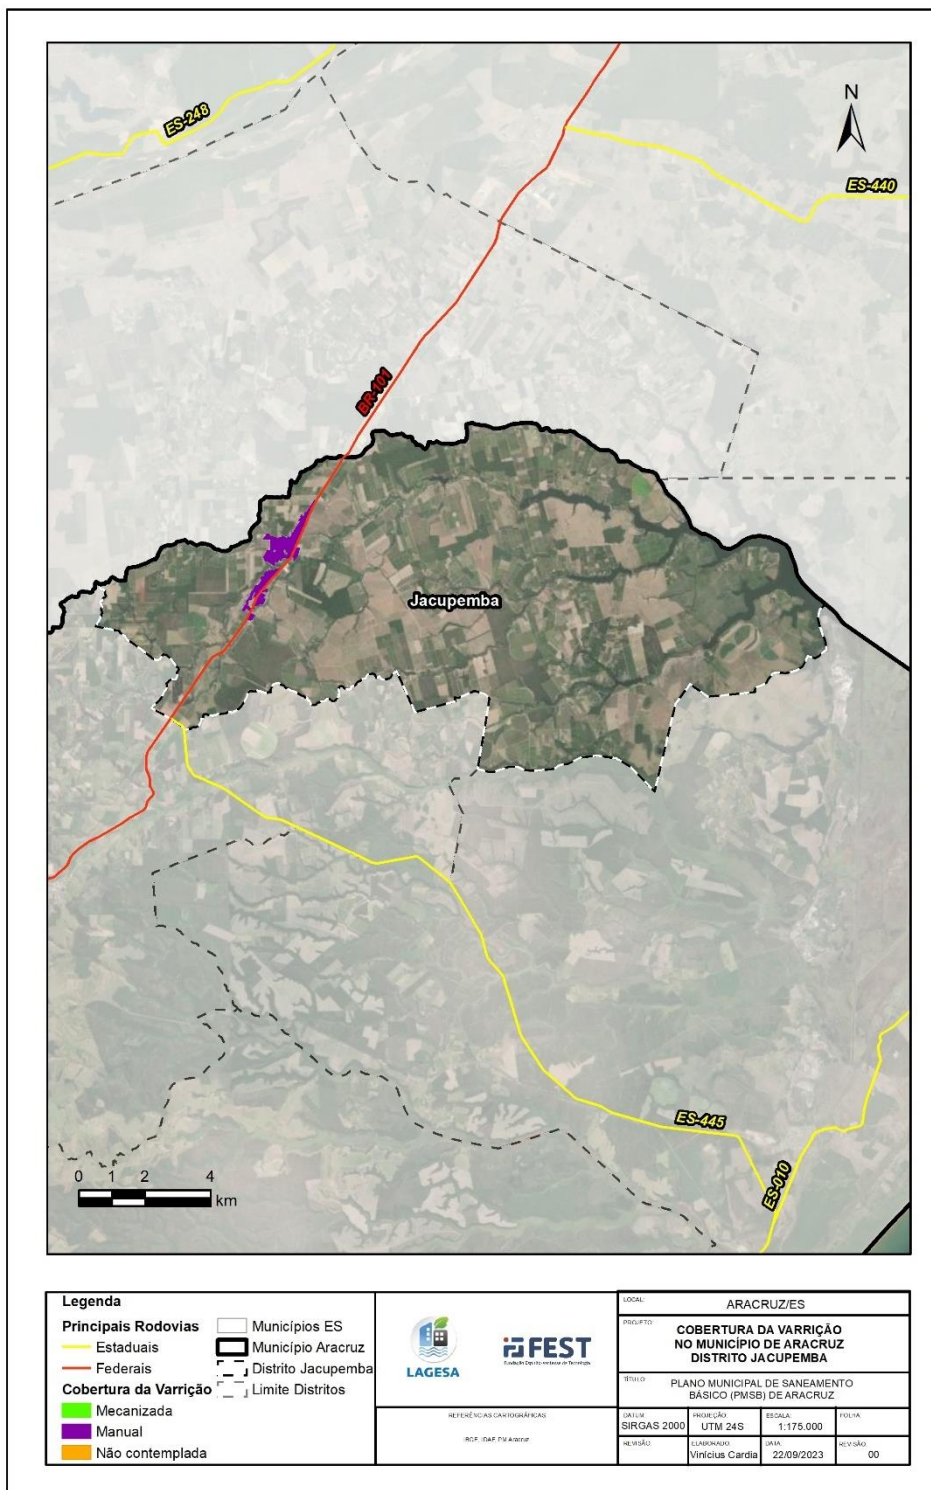 ES-248
N
ES-440
BR-101
Jacupemba
ES-445
ES-010
0 1 2 4
km
Legenda
Principais Rodovias
Estaduais
Federais
Cobertura da Varrição
Mecanizada
Manual
Não contemplada
Municípios ES
Município Aracruz
Distrito Jacupemba
Limite Distritos
LAGESA
FEST
REFERÊNCIAS CARTOGRÁFICAS
IBGE, IDAF, PM Aracruz
LOCAL:
ARACRUZ/ES
PROJETO:
COBERTURA DA VARRIÇÃO
NO MUNICÍPIO DE ARACRUZ
DISTRITO JACUPEMBA
TÍTULO:
PLANO MUNICIPAL DE SANEAMENTO
BÁSICO (PMSB) DE ARACRUZ
DATUM: PROJEÇÃO: ESCALA: FOLHA:
SIRGAS 2000 UTM 24S 1:175.000
REVISÃO: ELABORADO: DATA: REVISÃO:
Vinícius Cardia 22/09/2023 00